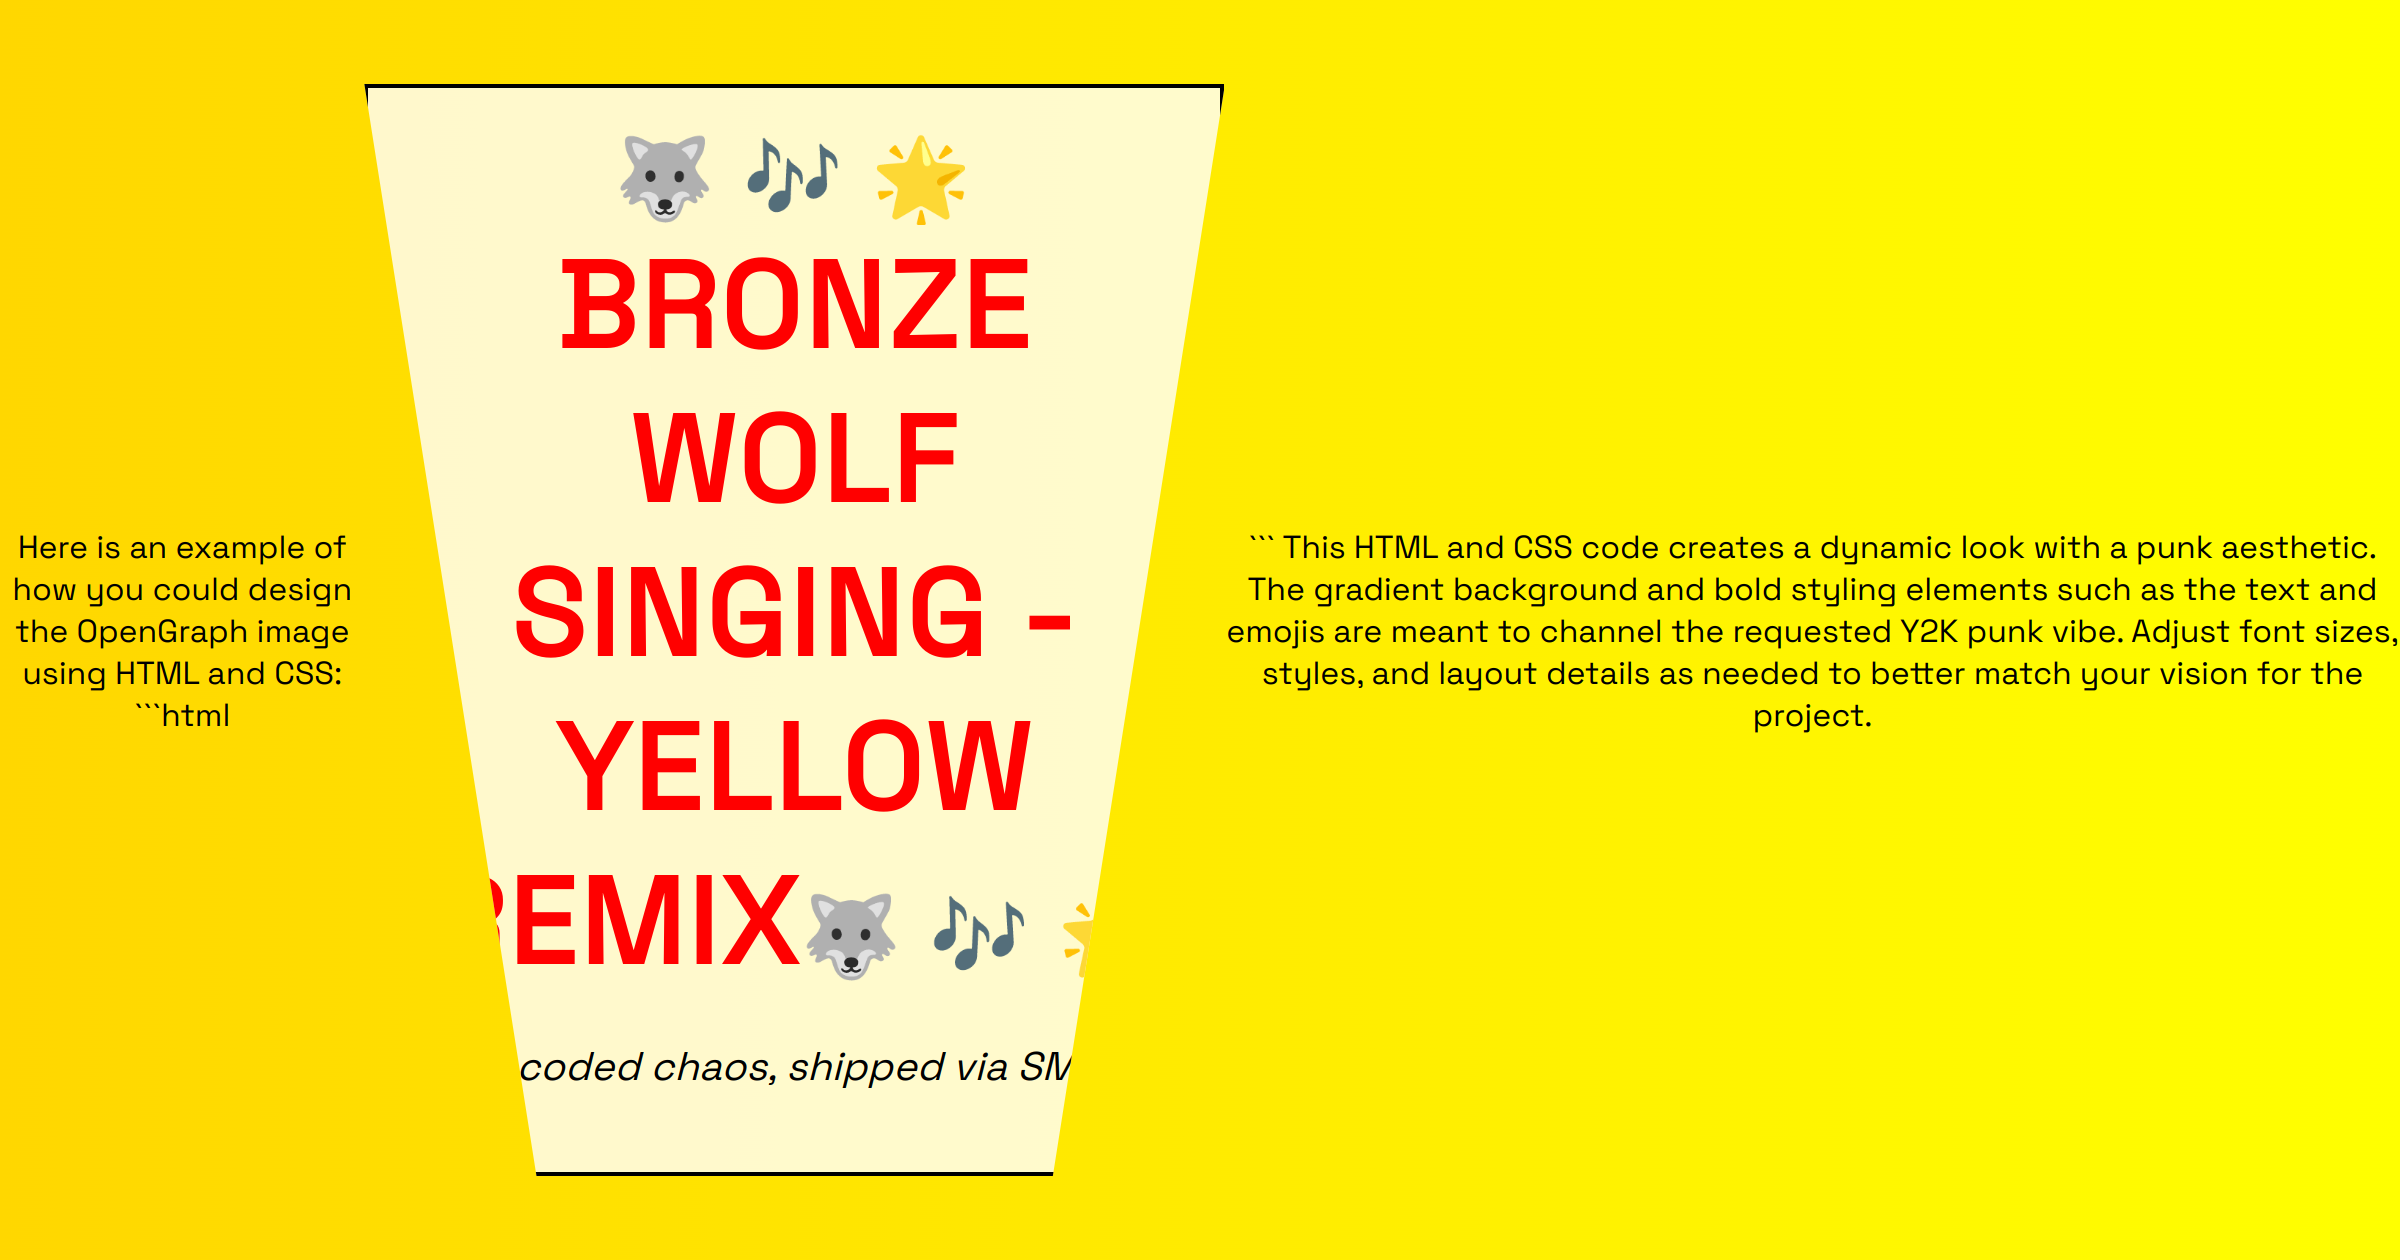 Here is an example of
how you could design
the OpenGraph image
using HTML and CSS:
```html
BRONZE
WOLF
SINGING -
YELLOW
REMIX
coded chaos, shipped via SM
``` This HTML and CSS code creates a dynamic look with a punk aesthetic.
The gradient background and bold styling elements such as the text and
emojis are meant to channel the requested Y2K punk vibe. Adjust font sizes,
styles, and layout details as needed to better match your vision for the
project.